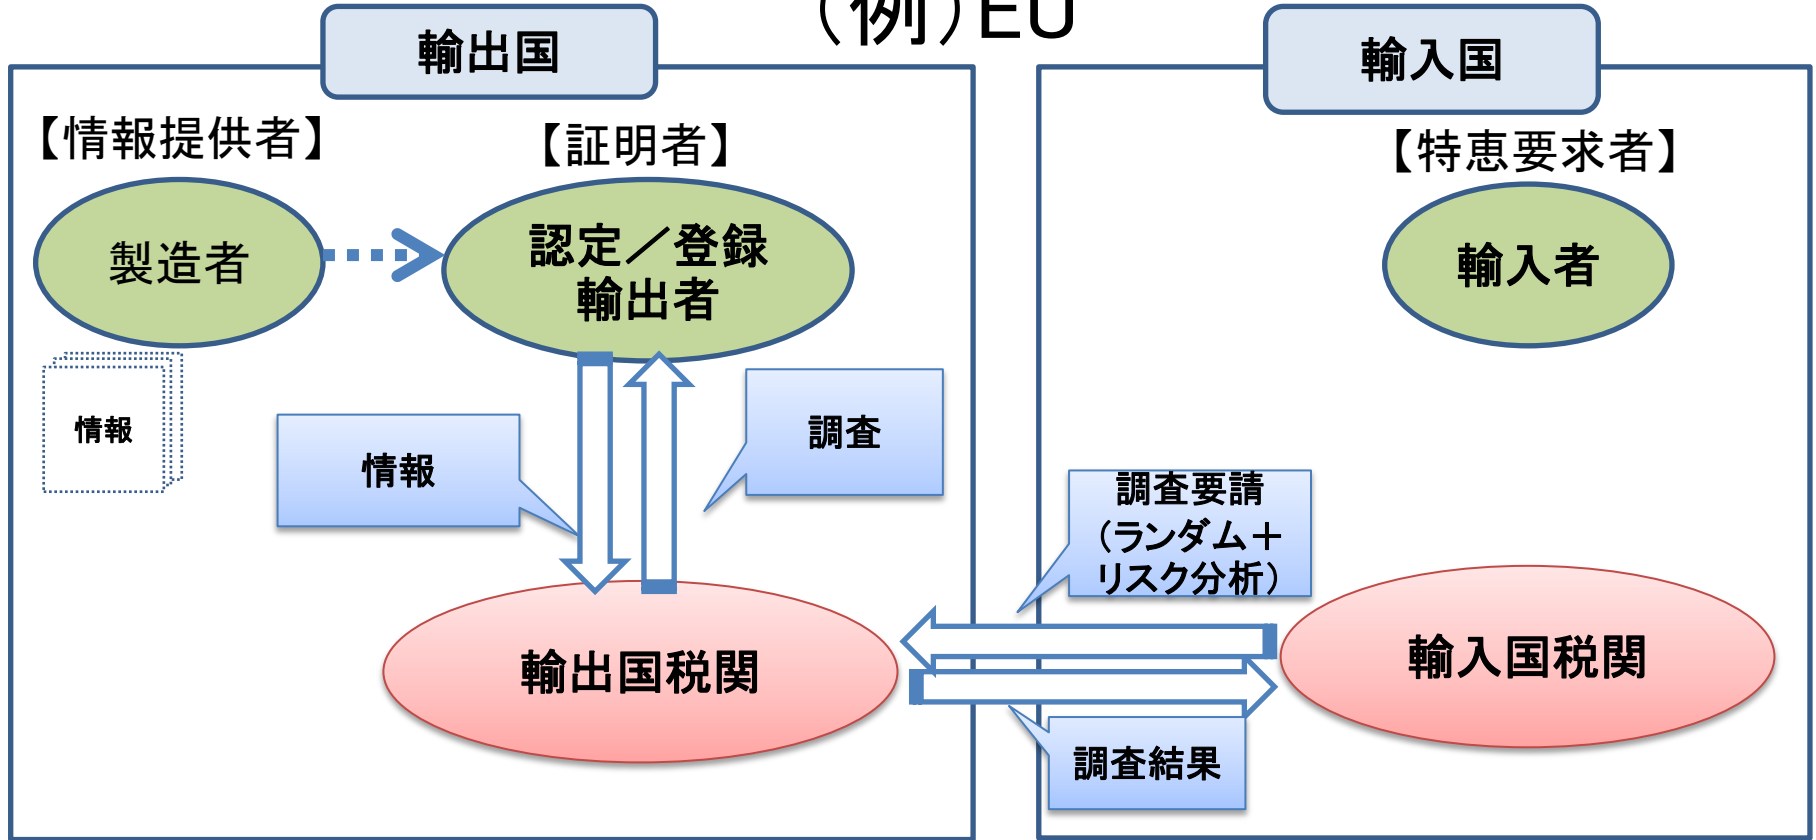 （例）EU
輸出国
輸入国
【情報提供者】
【証明者】
【特恵要求者】
製造者
認定／登録
輸出者
輸入者
情報
情報
調査
調査要請
（ランダム＋
リスク分析）
輸出国税関
輸入国税関
調査結果